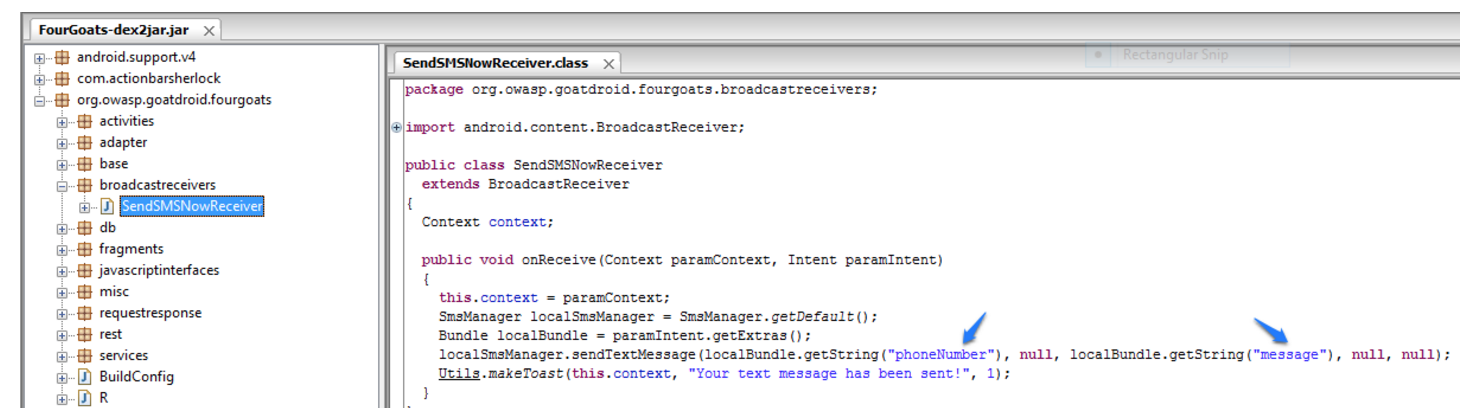 FourGoats-dex2jar.jar
android.support.v4
com.actionbarsherlock
org.owasp.goatdroid.fourgoats
activities
adapter
base
broadcastreceivers
J SendSMSNowReceiver
db
fragments
javascriptinterfaces
misc
requestresponse
rest
services
J BuildConfig
J R
Rectangular Snip
SendSMSNowReceiver.class
package org.owasp.goatdroid.fourgoats.broadcastreceivers;
import android.content.BroadcastReceiver;
public class SendSMSNowReceiver
extends BroadcastReceiver
{
Context context;
public void onReceive(Context paramContext, Intent paramIntent)
{
this.context = paramContext;
SmsManager localSmsManager = SmsManager.getDefault();
Bundle localBundle = paramIntent.getExtras();
localSmsManager.sendTextMessage(localBundle.getString("phoneNumber"), null, localBundle.getString("message"), null, null);
Utils.makeToast(this.context, "Your text message has been sent!", 1);
}